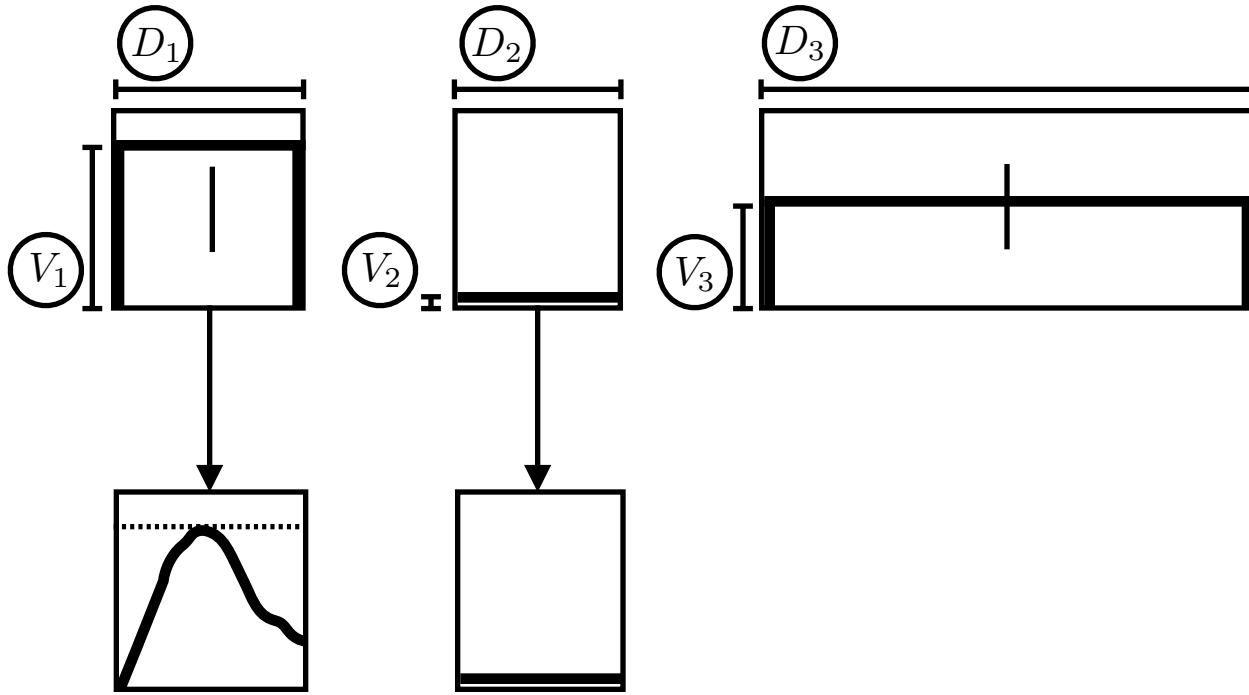 D₁ D₂ D₃
V₁ V₂ V₃